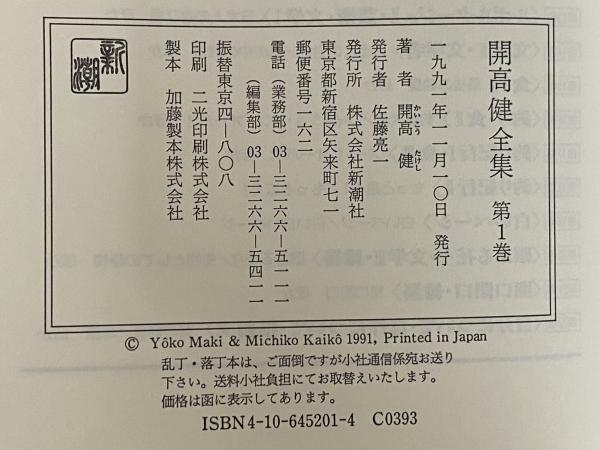 開高健全集 第1巻
一九九一年一一月一〇日 発行
著者 開高 健
かいこう たけし
発行者 佐藤亮一
発行所 株式会社新潮社
東京都新宿区矢来町七一
郵便番号一六二
電話(業務部)03—三二六六—五一一一
(編集部)03—三二六六—五四一一
振替東京四—八〇八
印刷 二光印刷株式会社
製本 加藤製本株式会社
新潮
© Yôko Maki & Michiko Kaikô 1991, Printed in Japan
乱丁・落丁本は、ご面倒ですが小社通信係宛お送り
下さい。送料小社負担にてお取替えいたします。
価格は函に表示してあります。
ISBN4-10-645201-4 C0393